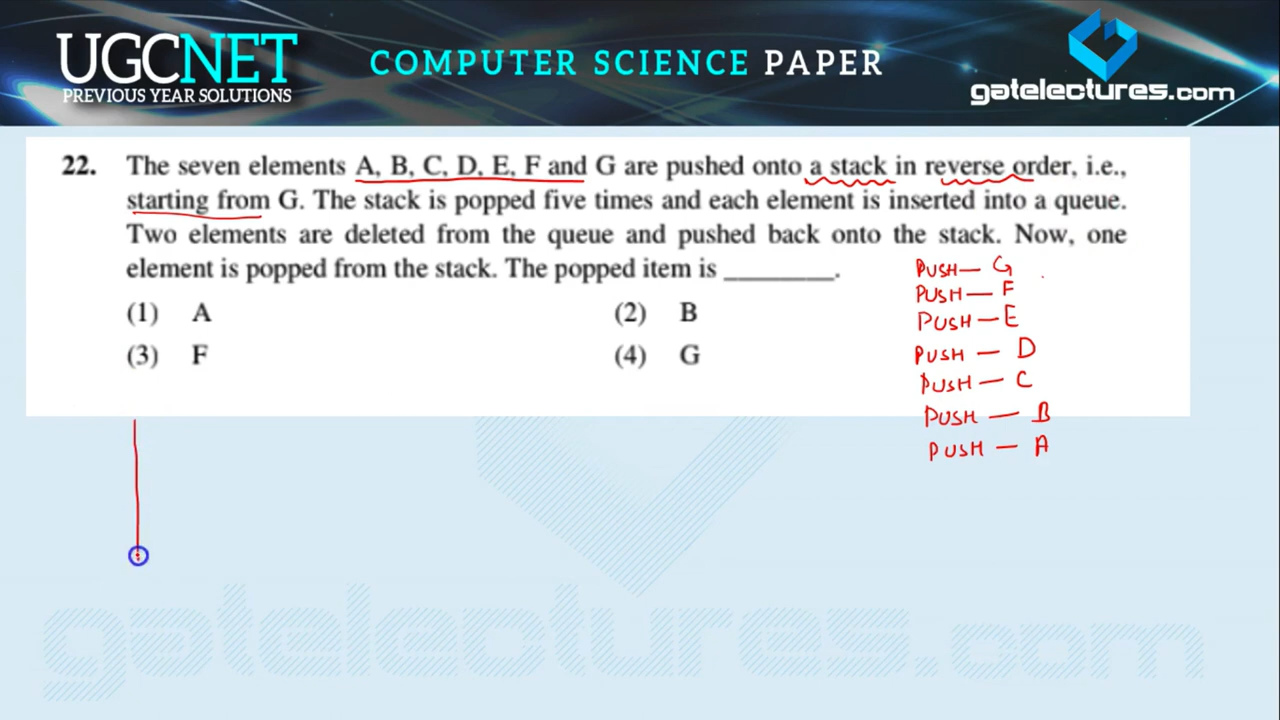 UGCNET
PREVIOUS YEAR SOLUTIONS
COMPUTER SCIENCE PAPER
gatelectures.com
22. The seven elements A, B, C, D, E, F and G are pushed onto a stack in reverse order, i.e.,
starting from G. The stack is popped five times and each element is inserted into a queue.
Two elements are deleted from the queue and pushed back onto the stack. Now, one
element is popped from the stack. The popped item is _________.
(1) A (2) B
(3) F (4) G
PUSH — G
PUSH — F
PUSH — E
PUSH — D
PUSH — C
PUSH — B
PUSH — A
gatelectures.com